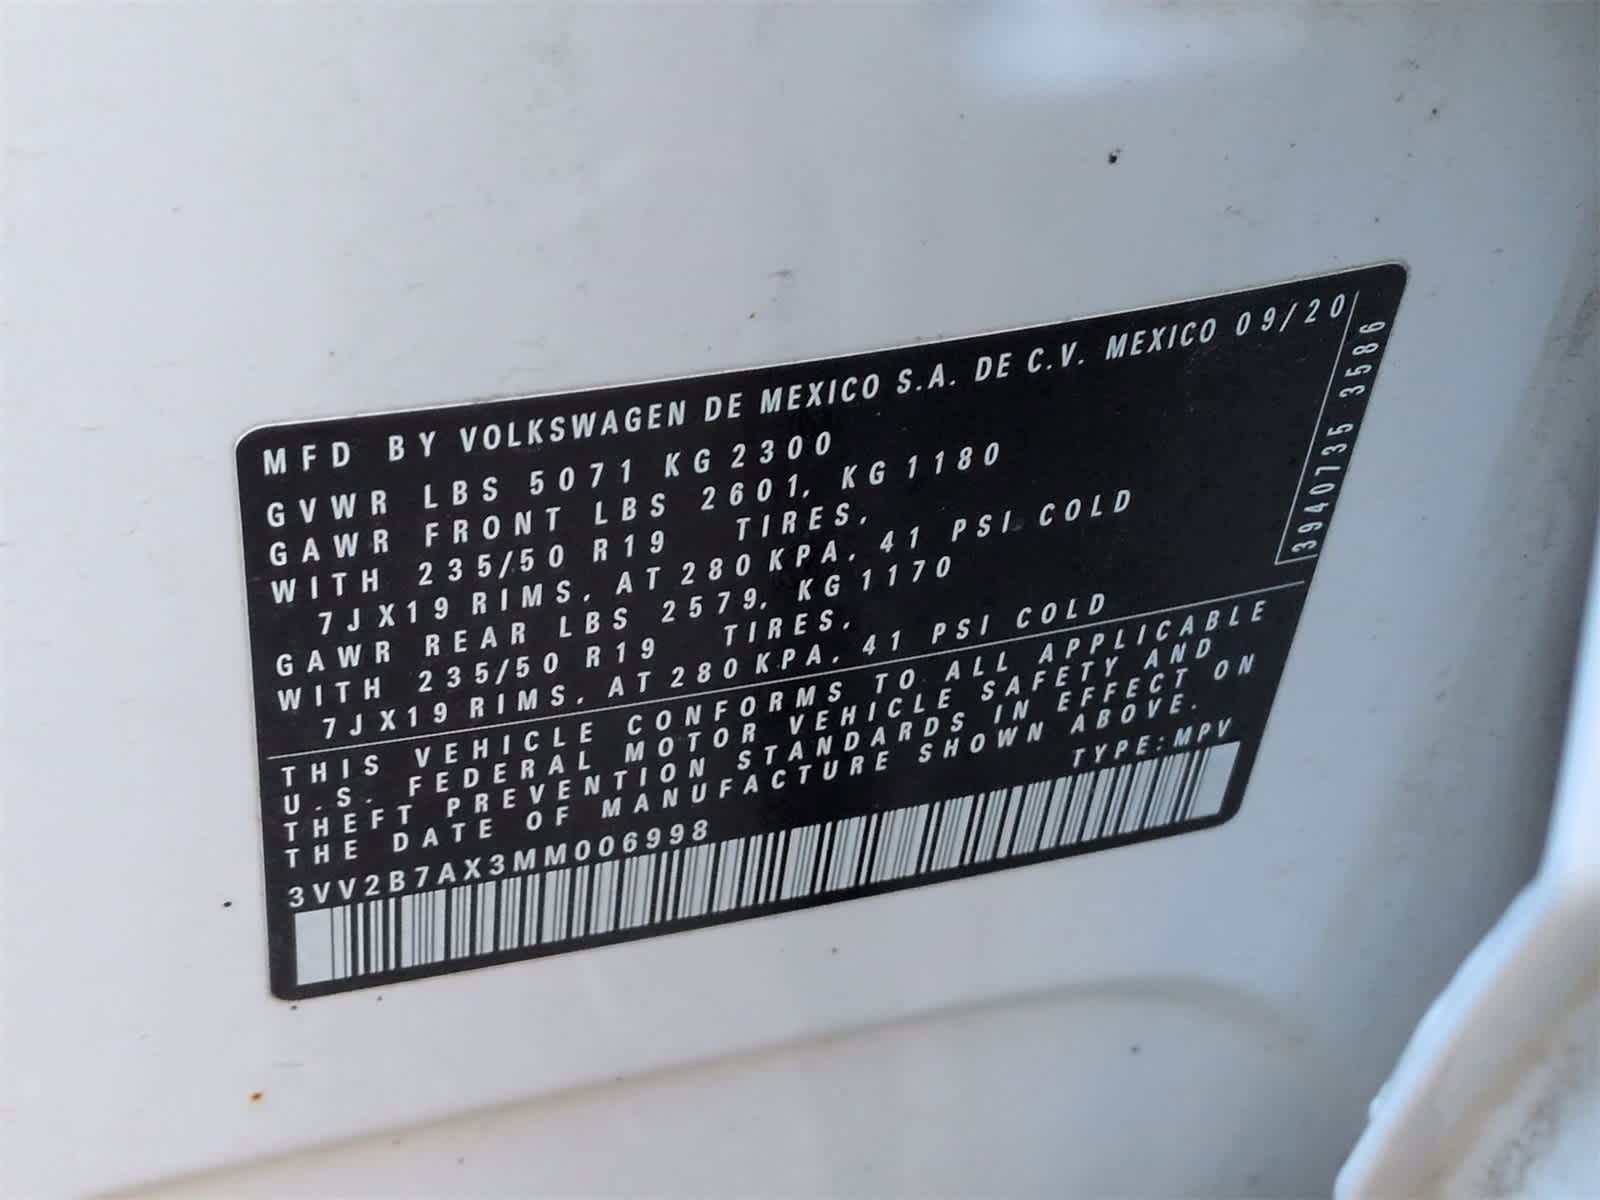 MFD BY VOLKSWAGEN DE MEXICO S.A. DE C.V. MEXICO 09/20
GVWR LBS 5071 KG 2300
GAWR FRONT LBS 2601, KG 1180
WITH 235/50 R19 TIRES,
7JX19 RIMS, AT 280 KPA, 41 PSI COLD
GAWR REAR LBS 2579, KG 1170
WITH 235/50 R19 TIRES,
7JX19 RIMS, AT 280 KPA, 41 PSI COLD
THIS VEHICLE CONFORMS TO ALL APPLICABLE
U.S. FEDERAL MOTOR VEHICLE SAFETY AND
THEFT PREVENTION STANDARDS IN EFFECT ON
THE DATE OF MANUFACTURE SHOWN ABOVE.
TYPE: MPV
3VV2B7AX3MM006998
3940735 3586